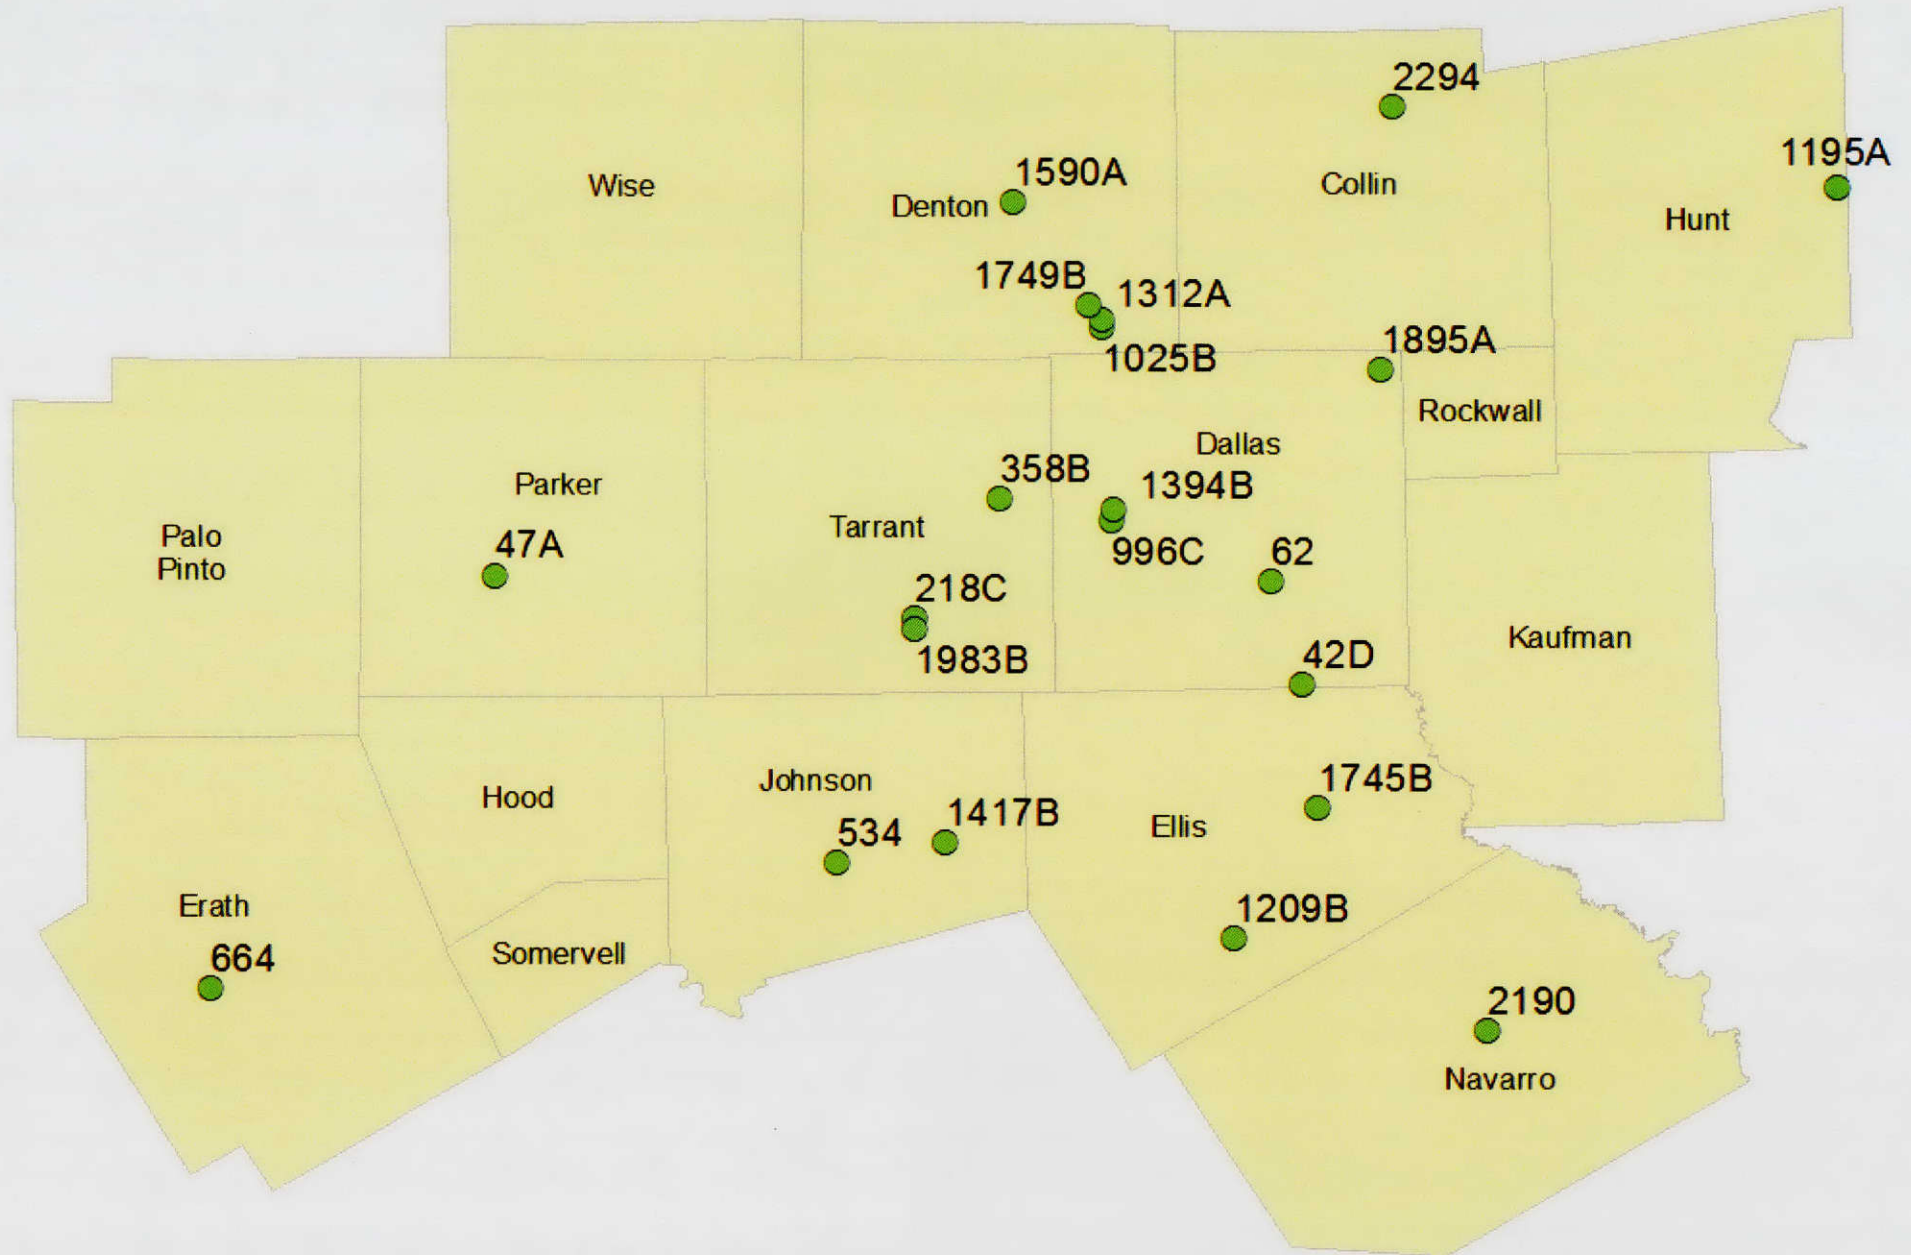 2294
1195A
1590A
Wise
Denton
Collin
Hunt
1749B
1312A
1025B
1895A
Rockwall
Dallas
Parker
358B
1394B
Tarrant
Palo
Pinto
47A
996C
62
218C
1983B
Kaufman
42D
Hood
Johnson
1745B
534
1417B
Ellis
Erath
1209B
664
Somervell
2190
Navarro